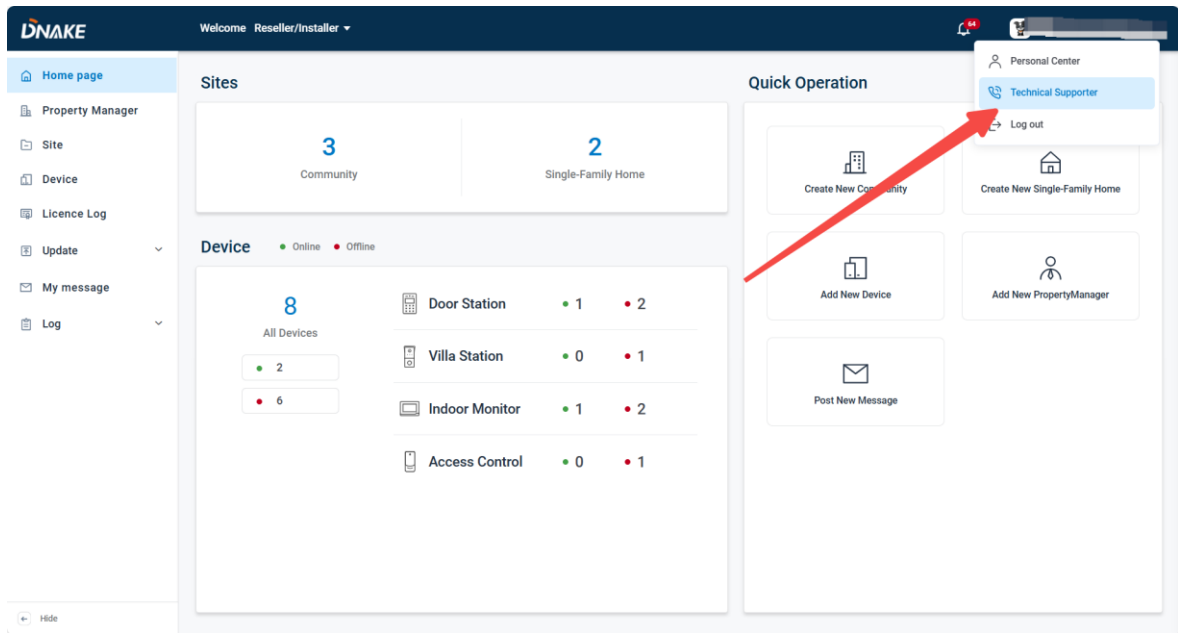 DNAKE
Welcome Reseller/Installer
64
Personal Center
Technical Supporter
Log out
Home page
Property Manager
Site
Device
Licence Log
Update
My message
Log
Hide
Sites
3
Community
2
Single-Family Home
Device
Online
Offline
8
All Devices
2
6
Door Station 1 2
Villa Station 0 1
Indoor Monitor 1 2
Access Control 0 1
Quick Operation
Create New Community
Create New Single-Family Home
Add New Device
Add New PropertyManager
Post New Message